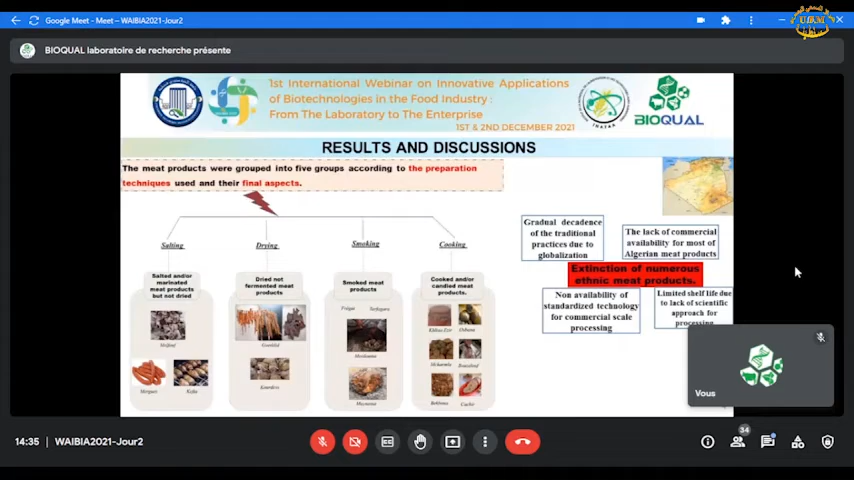 Google Meet - Meet – WAIBIA2021-Jour2
BIOQUAL laboratoire de recherche présente
1st International Webinar on Innovative Applications
of Biotechnologies in the Food Industry :
From The Laboratory to The Enterprise
1ST & 2ND DECEMBER 2021
BIOQUAL
RESULTS AND DISCUSSIONS
The meat products were grouped into five groups according to the preparation
techniques used and their final aspects.
Salting
Drying
Smoking
Cooking
Salted and/or
marinated
meat products
but not dried
Dried not
fermented meat
products
Smoked meat
products
Cooked and/or
candied meat
products.
Merguez
Kefta
Gueddid
Gradual decadence
of the traditional
practices due to
globalization
The lack of commercial
availability for most of
Algerian meat products
Extinction of numerous
ethnic meat products.
Non availability of
standardized technology
for commercial scale
processing
Limited shelf life due
to lack of scientific
approach for
processing
Vous
14:35
WAIBIA2021-Jour2
34